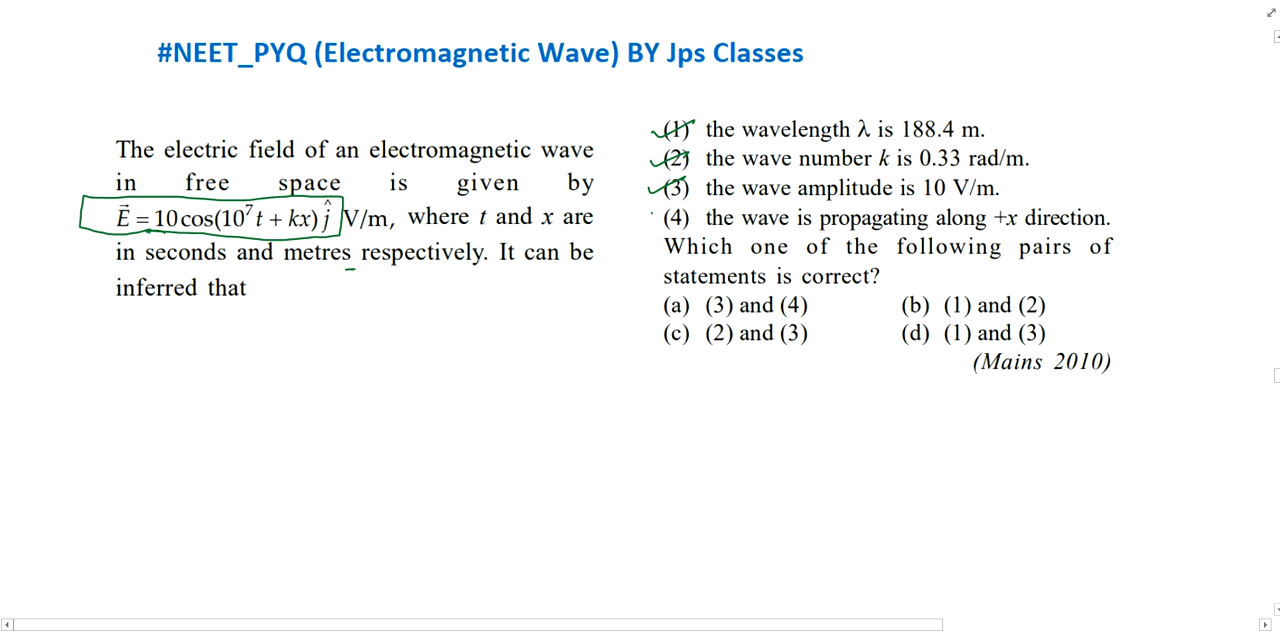 #NEET_PYQ (Electromagnetic Wave) BY Jps Classes
The electric field of an electromagnetic wave
in free space is given by
E⃗ = 10cos(10⁷t + kx) ĵ V/m, where t and x are
in seconds and metres respectively. It can be
inferred that
(1) the wavelength λ is 188.4 m.
(2) the wave number k is 0.33 rad/m.
(3) the wave amplitude is 10 V/m.
(4) the wave is propagating along +x direction.
Which one of the following pairs of
statements is correct?
(a) (3) and (4) (b) (1) and (2)
(c) (2) and (3) (d) (1) and (3)
(Mains 2010)